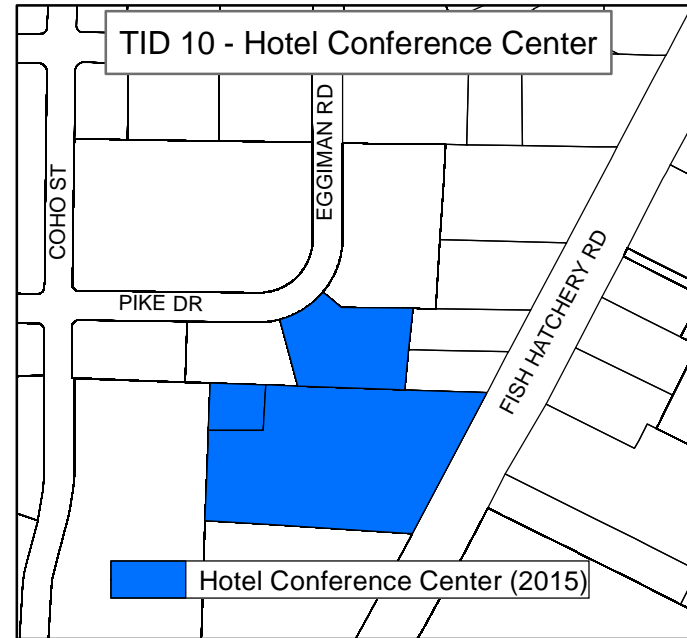 TID 10 - Hotel Conference Center
EGGIMAN RD
COHO ST
PIKE DR
FISH HATCHERY RD
Hotel Conference Center (2015)